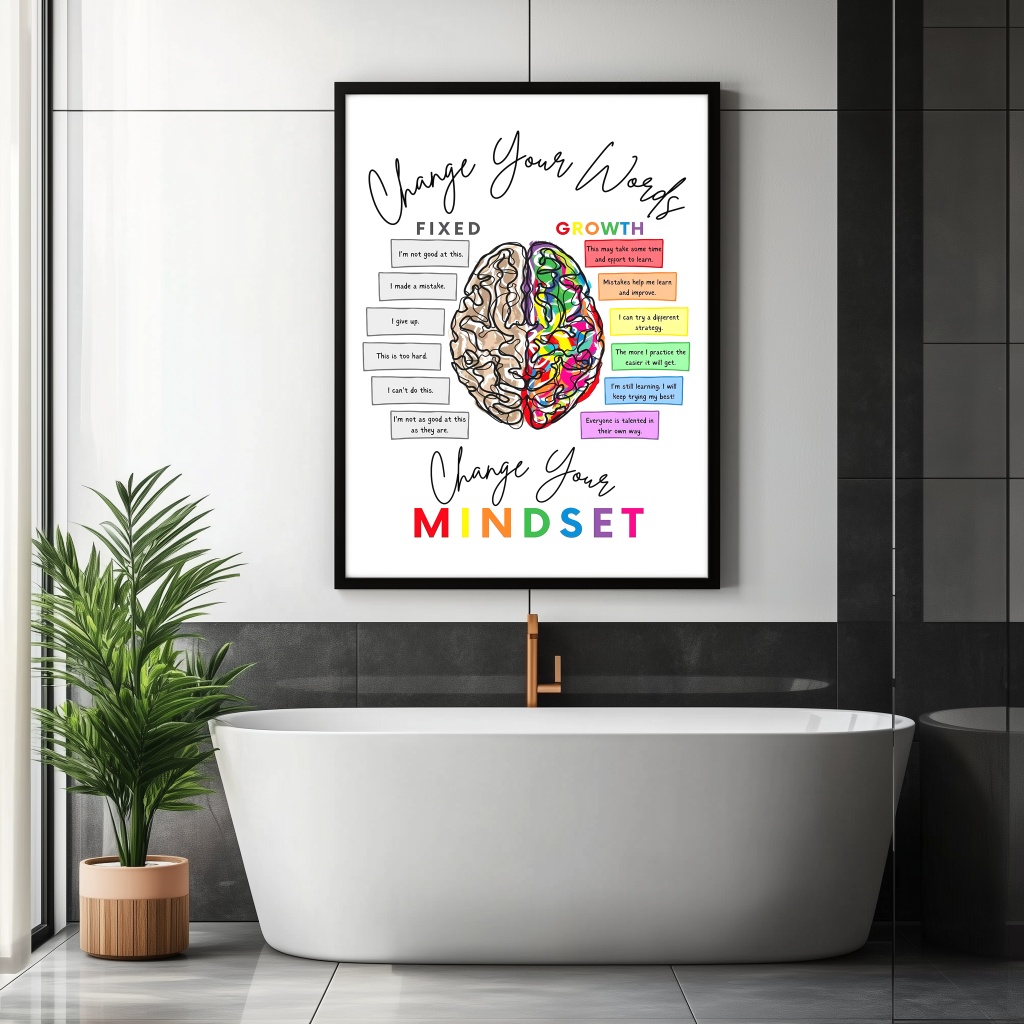 Change Your Words
FIXED
GROWTH
I'm not good at this.
This may take some time
and effort to learn.
I made a mistake.
Mistakes help me learn
and improve.
I give up.
I can try a different
strategy.
This is too hard.
The more I practice the
easier it will get.
I can't do this.
I'm still learning, I will
keep trying my best!
I'm not as good at this
as they are.
Everyone is talented in
their own way.
Change Your
MINDSET